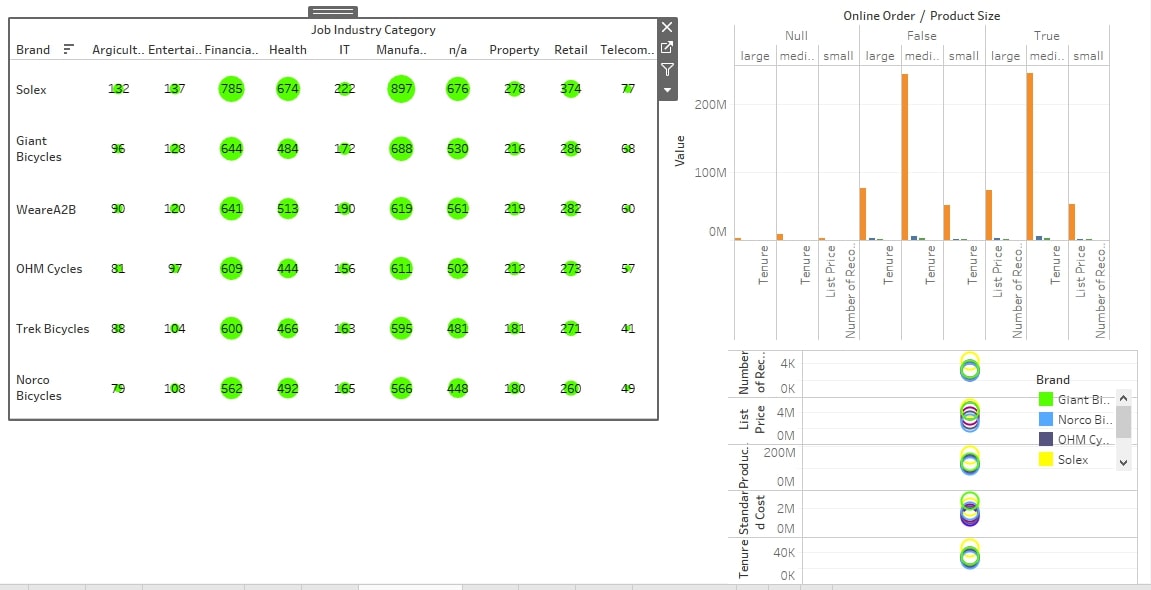 Job Industry Category
Brand Argicult.. Entertai.. Financia.. Health IT Manufa.. n/a Property Retail Telecom..
Solex 132 137 785 674 222 897 676 278 374 77
Giant
Bicycles 96 128 644 484 172 688 530 216 286 68
WeareA2B 90 120 641 513 190 619 561 219 282 60
OHM Cycles 81 97 609 444 156 611 502 212 273 57
Trek Bicycles 88 104 600 466 163 595 481 181 271 41
Norco
Bicycles 79 108 562 492 165 566 448 180 260 49
Online Order / Product Size
Null False True
large medi.. small large medi.. small large medi.. small
Value
200M
100M
0M
Tenure
Tenure
List Price
Number of Reco..
Tenure
Tenure
Tenure
List Price
Number of Reco..
Tenure
List Price
Number of Reco..
Number
of Rec..
4K
0K
List
Price
4M
0M
Produc..
200M
0M
Standar
d Cost
2M
0M
Tenure
40K
0K
Brand
Giant Bi..
Norco Bi..
OHM Cy..
Solex